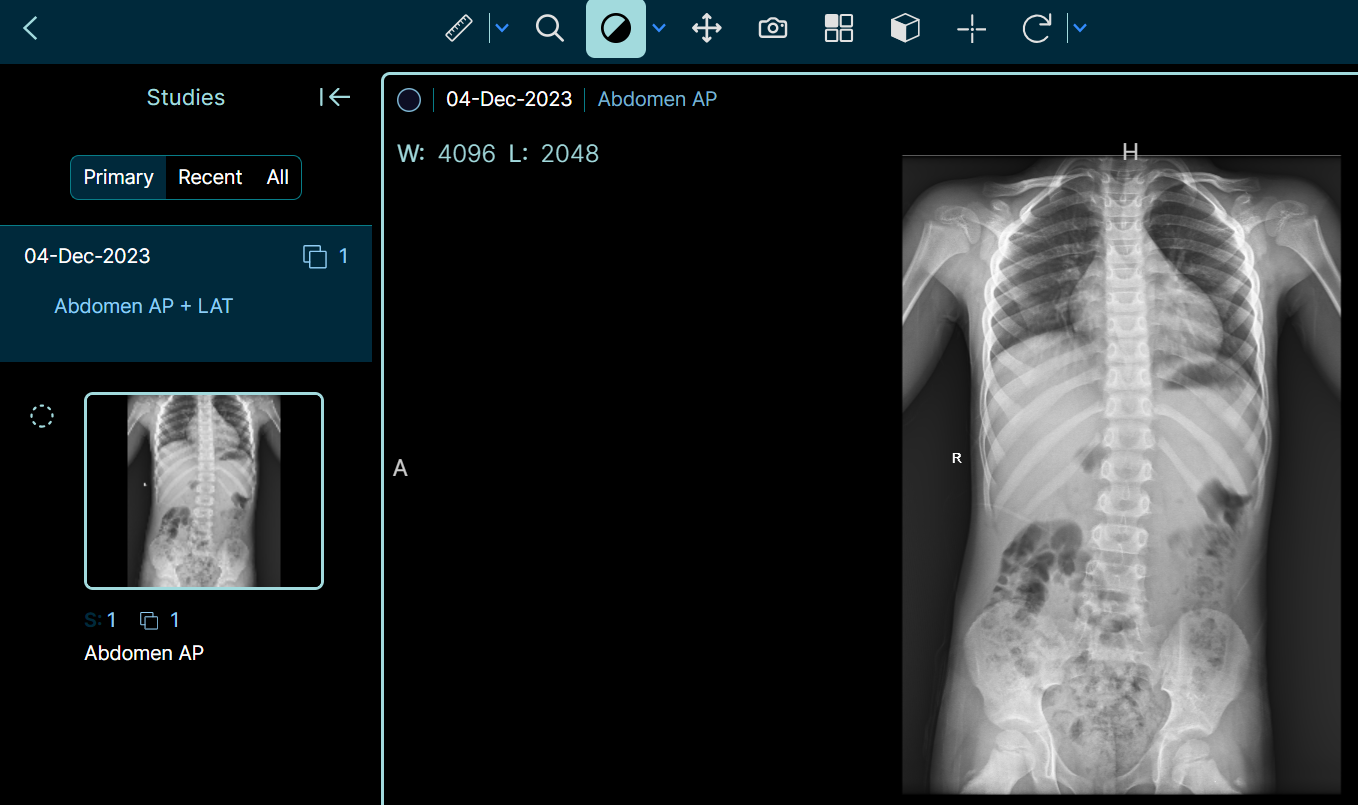 Studies
04-Dec-2023 Abdomen AP
W: 4096 L: 2048
H
Primary Recent All
04-Dec-2023 1
Abdomen AP + LAT
A
R
S: 1 1
Abdomen AP